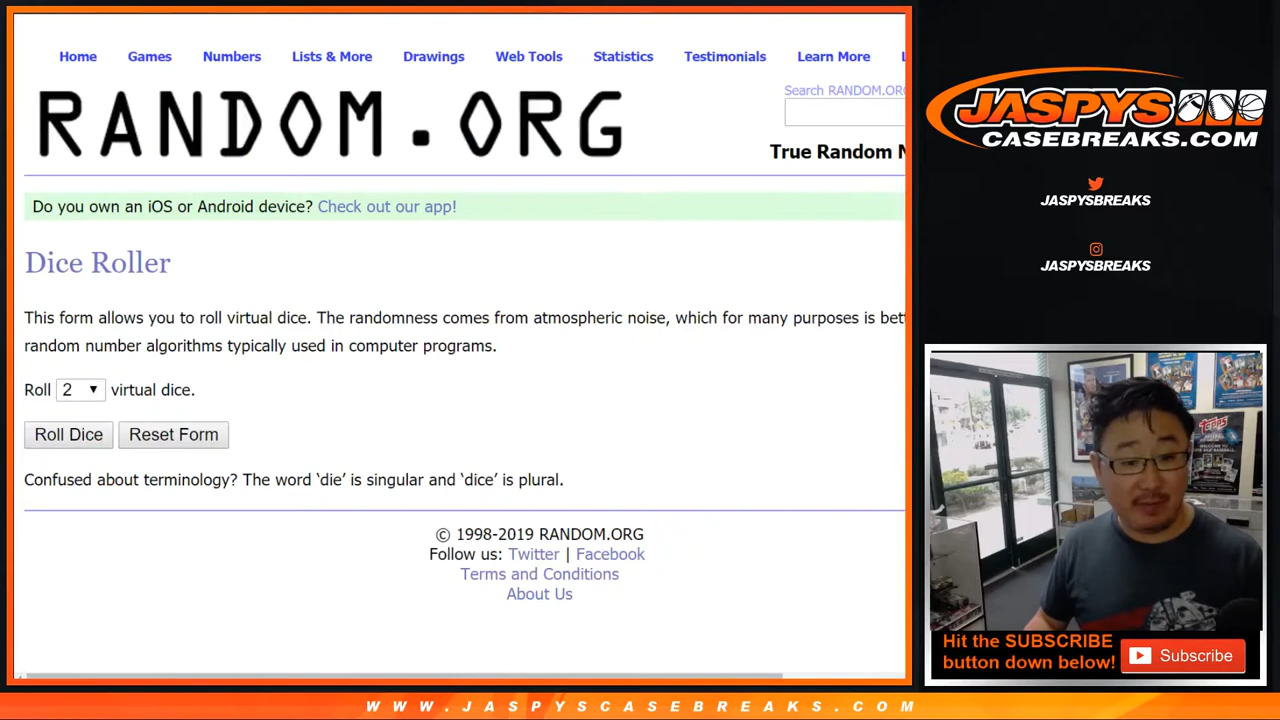 Home Games Numbers Lists & More Drawings Web Tools Statistics Testimonials Learn More
Search RANDOM.ORG
RANDOM.ORG
True Random N
Do you own an iOS or Android device? Check out our app!
Dice Roller
This form allows you to roll virtual dice. The randomness comes from atmospheric noise, which for many purposes is bett
random number algorithms typically used in computer programs.
Roll 2 virtual dice.
Roll Dice Reset Form
Confused about terminology? The word ‘die’ is singular and ‘dice’ is plural.
© 1998-2019 RANDOM.ORG
Follow us: Twitter | Facebook
Terms and Conditions
About Us
JASPYS
CASEBREAKS.COM
JASPYSBREAKS
JASPYSBREAKS
TOPPS
Hit the SUBSCRIBE
button down below!
Subscribe
WWW.JASPYSCASEBREAKS.COM